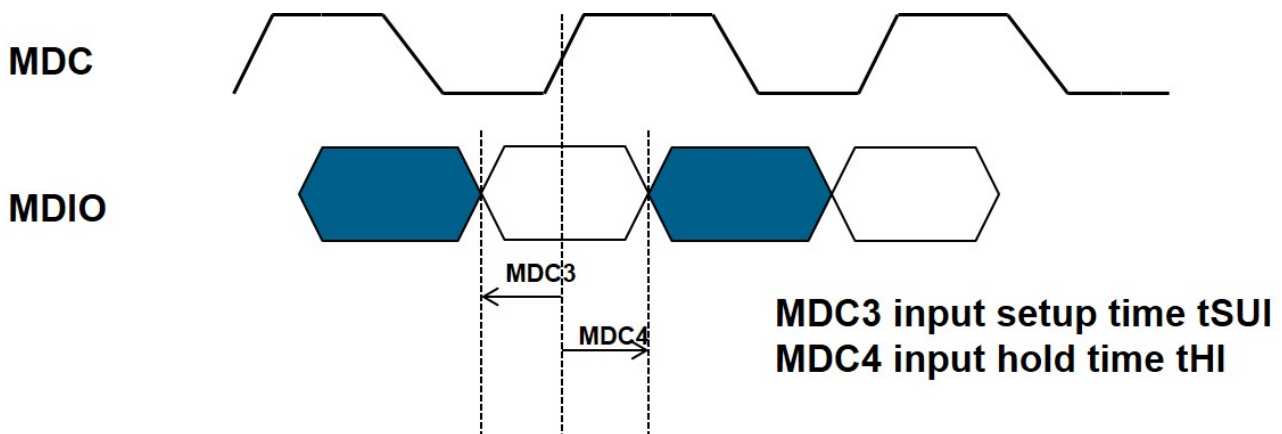 MDC
MDIO
MDC3
MDC4
MDC3 input setup time tSUI
MDC4 input hold time tHI